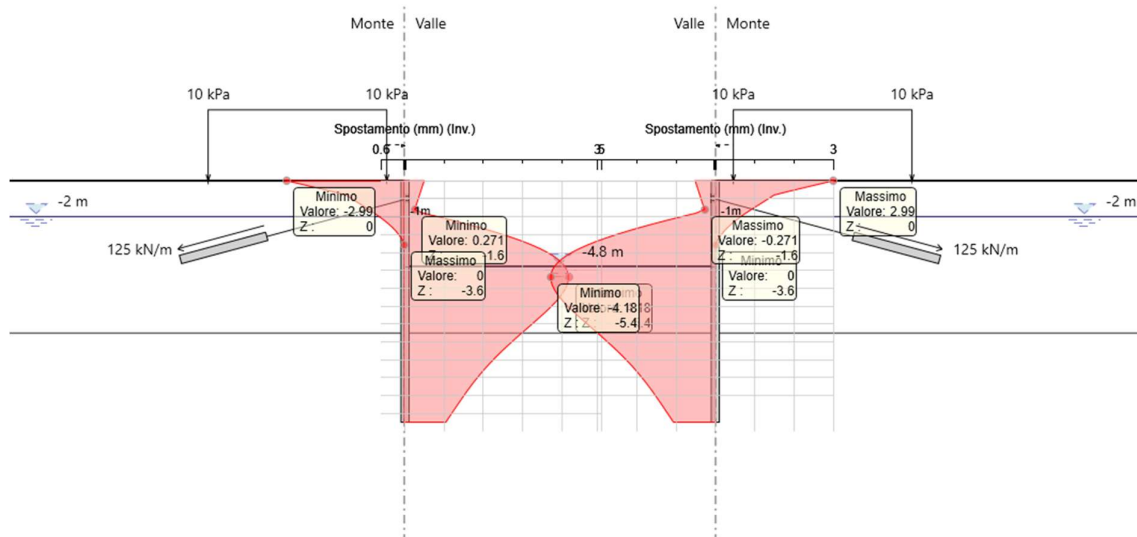 Monte Valle
Valle Monte
10 kPa
10 kPa
10 kPa
10 kPa
Spostamento (mm) (Inv.)
Spostamento (mm) (Inv.)
0.6
3
-2 m
-2 m
Minimo
Valore: -2.99
Z : 0
Massimo
Valore: 2.99
Z : 0
-1m
-1m
Minimo
Valore: 0.271
Z : -1.6
Massimo
Valore: -0.271
Z : -1.6
Massimo
Valore: 0
Z : -3.6
Minimo
Valore: 0
Z : -3.6
125 kN/m
125 kN/m
-4.8 m
Minimo
Valore: -4.18
Z : -5.4